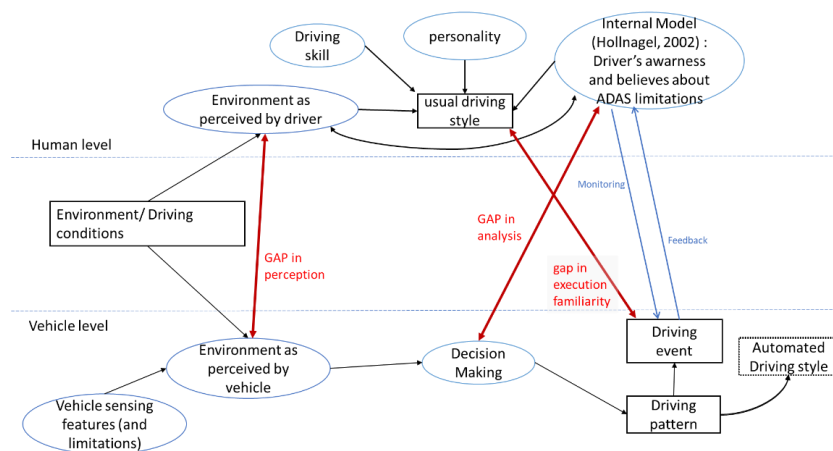 Driving
skill
personality
Internal Model
(Hollnagel, 2002) :
Driver's awarness
and believes about
ADAS limitations
Environment as
perceived by driver
usual driving
style
Human level
Environment/ Driving
conditions
GAP in
perception
GAP in
analysis
Monitoring
Feedback
gap in
execution
familiarity
Vehicle level
Environment as
perceived by
vehicle
Decision
Making
Driving
event
Automated
Driving style
Vehicle sensing
features (and
limitations)
Driving
pattern